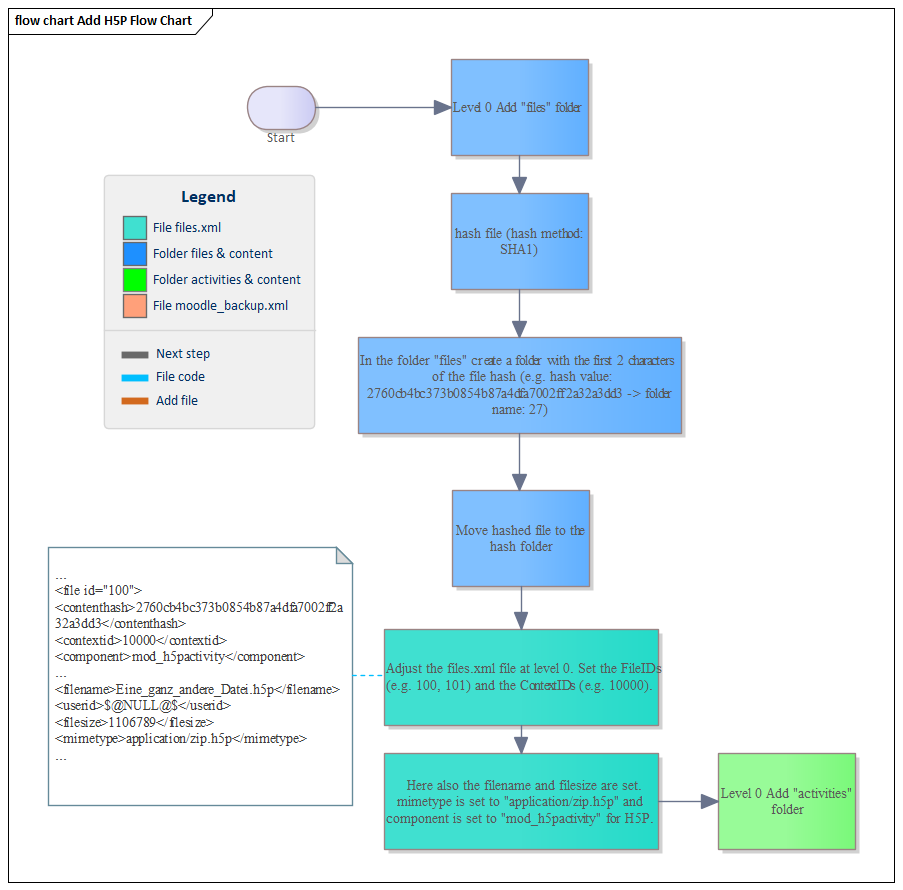 flow chart Add H5P Flow Chart
Start
Level 0 Add "files" folder
Legend
File files.xml
Folder files & content
Folder activities & content
File moodle_backup.xml
Next step
File code
Add file
hash file (hash method:
SHA1)
In the folder "files" create a folder with the first 2 characters
of the file hash (e.g. hash value:
2760cb4bc373b0854b87a4dfa7002ff2a32a3dd3 -> folder
name: 27)
Move hashed file to the
hash folder
...
<file id="100">
<contenthash>2760cb4bc373b0854b87a4dfa7002ff2a
32a3dd3</contenthash>
<contextid>10000</contextid>
<component>mod_h5pactivity</component>
...
<filename>Eine_ganz_andere_Datei.h5p</filename>
<userid>$@NULL@$</userid>
<filesize>1106789</filesize>
<mimetype>application/zip.h5p</mimetype>
...
Adjust the files.xml file at level 0. Set the FileIDs
(e.g. 100, 101) and the ContextIDs (e.g. 10000).
Here also the filename and filesize are set.
mimetype is set to "application/zip.h5p" and
component is set to "mod_h5pactivity" for H5P.
Level 0 Add "activities"
folder